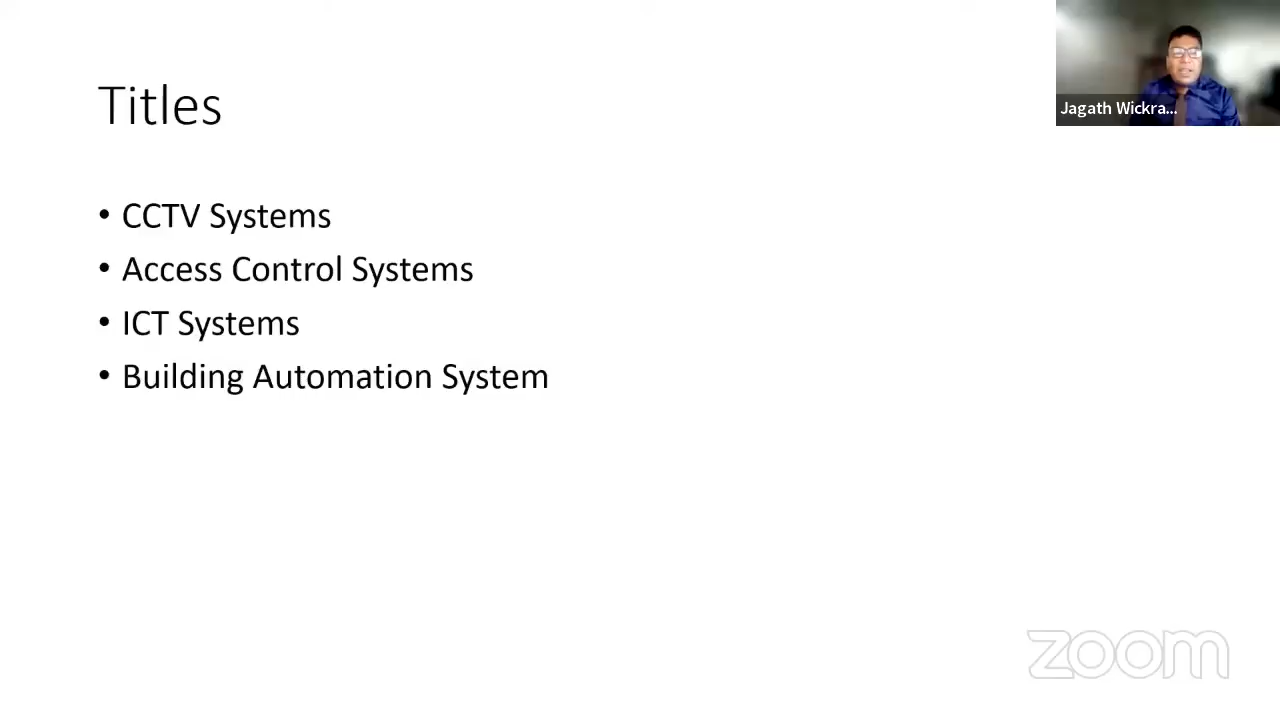 Titles
Jagath Wickra...
• CCTV Systems
• Access Control Systems
• ICT Systems
• Building Automation System
zoom